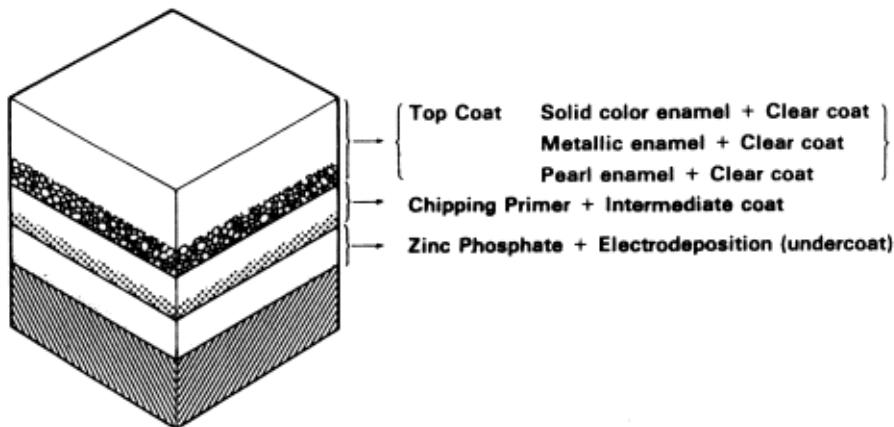 Top Coat Solid color enamel + Clear coat
Metallic enamel + Clear coat
Pearl enamel + Clear coat
Chipping Primer + Intermediate coat
Zinc Phosphate + Electrodeposition (undercoat)